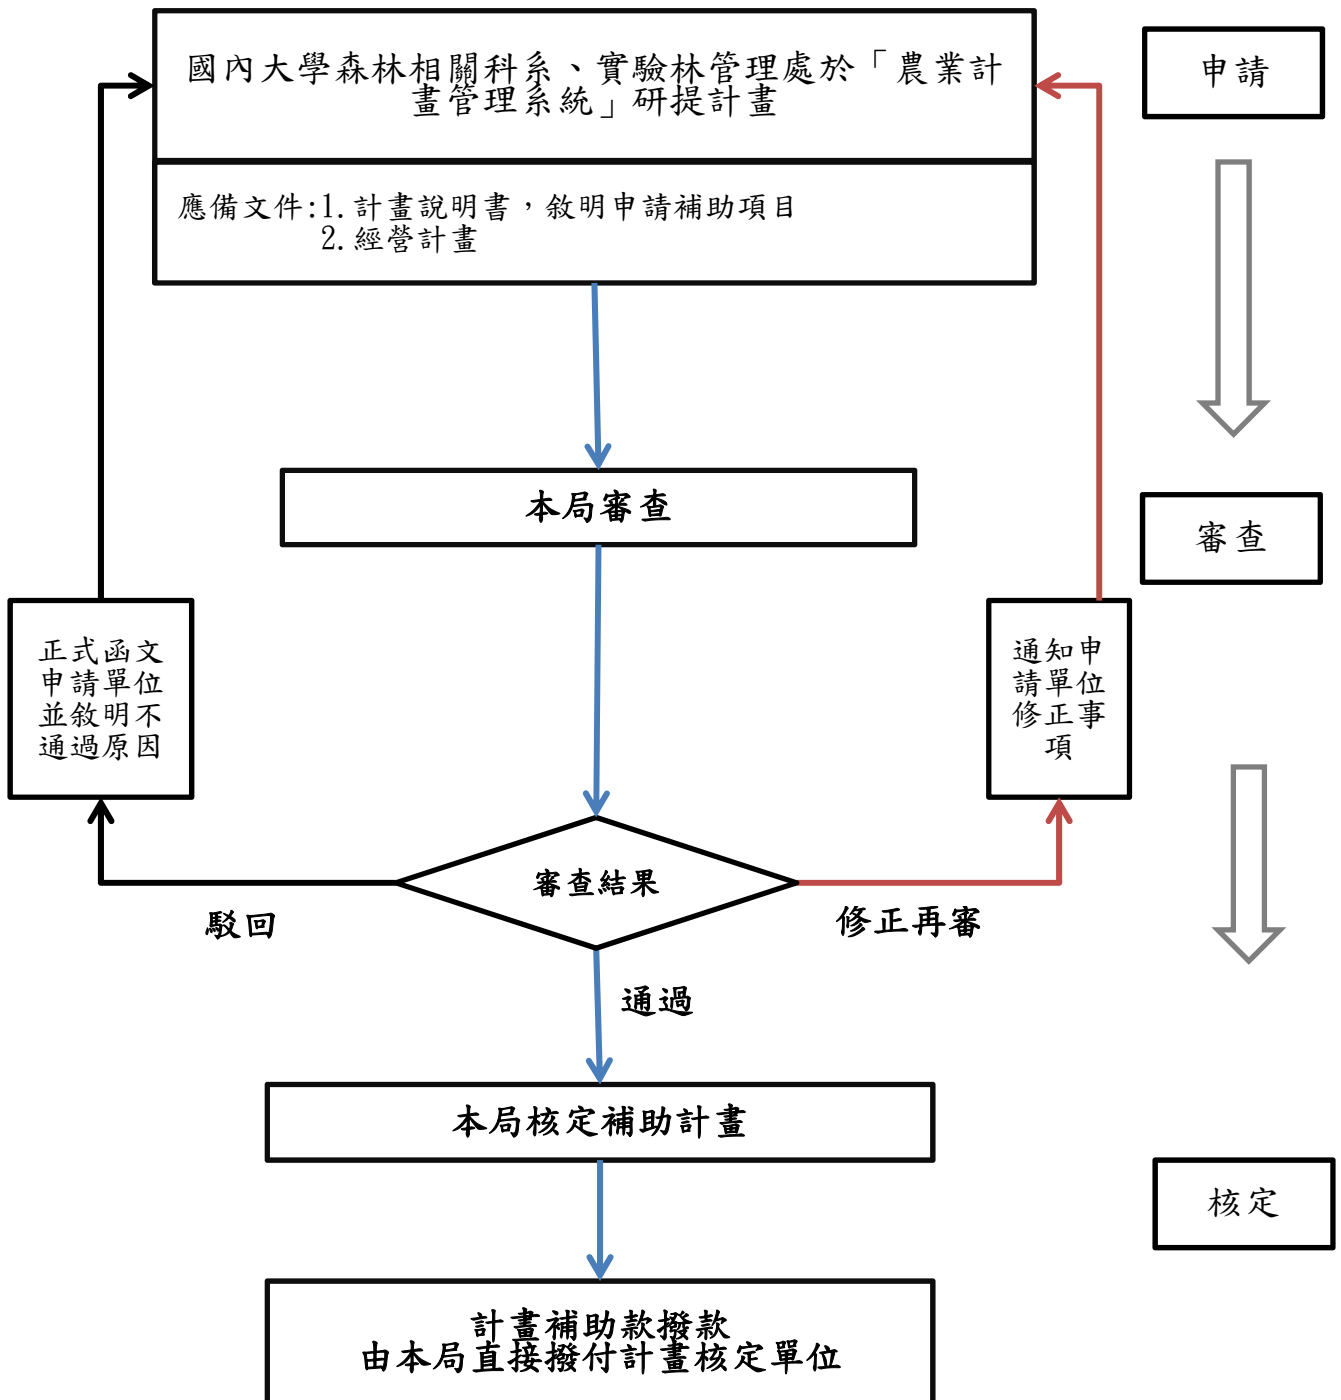 國內大學森林相關科系、實驗林管理處於「農業計
畫管理系統」研提計畫
申請
應備文件:1.計畫說明書，敘明申請補助項目
2.經營計畫
本局審查
審查
正式函文
申請單位
並敘明不
通過原因
通知申
請單位
修正事
項
審查結果
駁回
修正再審
通過
本局核定補助計畫
核定
計畫補助款撥款
由本局直接撥付計畫核定單位